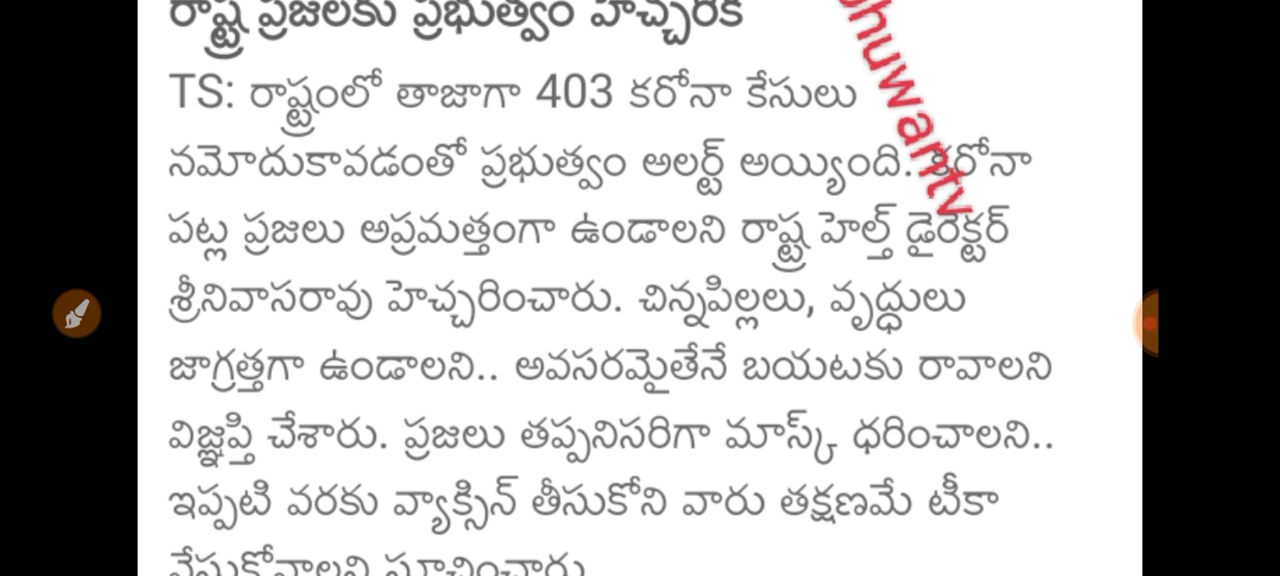 రాష్ట్ర ప్రజలకు ప్రభుత్వం హెచ్చరిక
TS: రాష్ట్రంలో తాజాగా 403 కరోనా కేసులు
నమోదుకావడంతో ప్రభుత్వం అలర్ట్ అయ్యింది. కరోనా
పట్ల ప్రజలు అప్రమత్తంగా ఉండాలని రాష్ట్ర హెల్త్ డైరెక్టర్
శ్రీనివాసరావు హెచ్చరించారు. చిన్నపిల్లలు, వృద్ధులు
జాగ్రత్తగా ఉండాలని.. అవసరమైతేనే బయటకు రావాలని
విజ్ఞప్తి చేశారు. ప్రజలు తప్పనిసరిగా మాస్క్ ధరించాలని..
ఇప్పటి వరకు వ్యాక్సిన్ తీసుకోని వారు తక్షణమే టీకా
వేసుకోవాలని సూచించారు